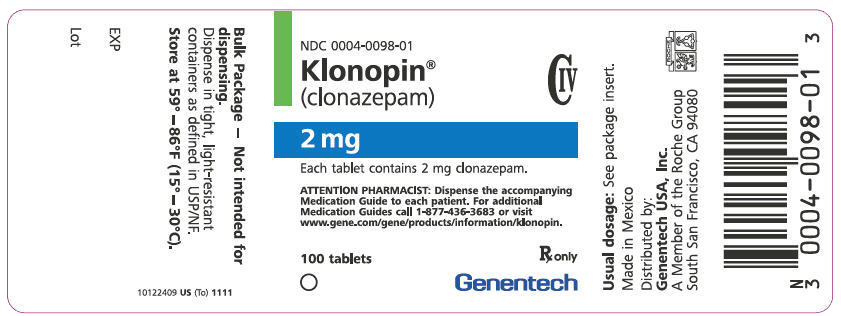 Lot
EXP
Bulk Package – Not intended for
dispensing.
Dispense in tight, light-resistant
containers as defined in USP/NF.
Store at 59° – 86°F (15° – 30°C).
10122409 US (To) 1111
NDC 0004-0098-01
Klonopin®
(clonazepam)
CIV
2 mg
Each tablet contains 2 mg clonazepam.
ATTENTION PHARMACIST: Dispense the accompanying
Medication Guide to each patient. For additional
Medication Guides call 1-877-436-3683 or visit
www.gene.com/gene/products/information/klonopin.
100 tablets
Rx only
Genentech
Usual dosage: See package insert.
Made in Mexico
Distributed by:
Genentech USA, Inc.
A Member of the Roche Group
South San Francisco, CA 94080
N
3 0004-0098-01 3